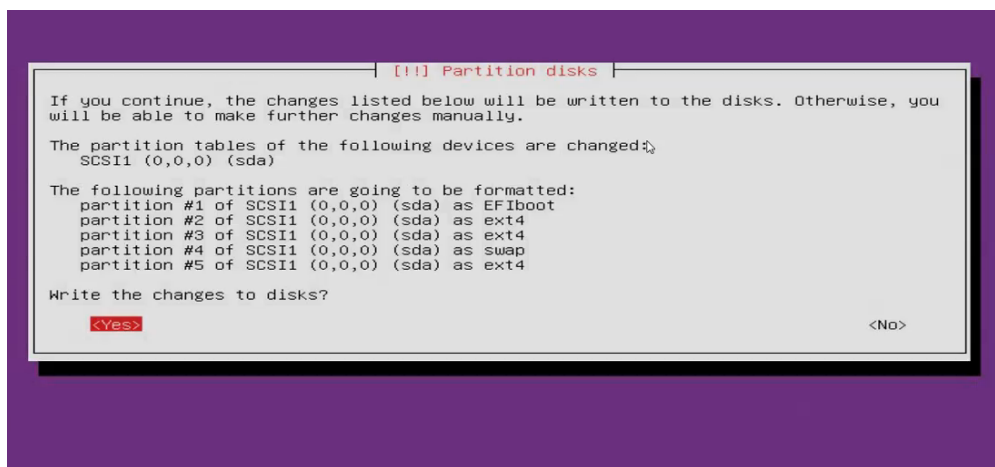 [!!] Partition disks
If you continue, the changes listed below will be written to the disks. Otherwise, you
will be able to make further changes manually.
The partition tables of the following devices are changed:
SCSI1 (0,0,0) (sda)
The following partitions are going to be formatted:
partition #1 of SCSI1 (0,0,0) (sda) as EFIboot
partition #2 of SCSI1 (0,0,0) (sda) as ext4
partition #3 of SCSI1 (0,0,0) (sda) as ext4
partition #4 of SCSI1 (0,0,0) (sda) as swap
partition #5 of SCSI1 (0,0,0) (sda) as ext4
Write the changes to disks?
<Yes> <No>